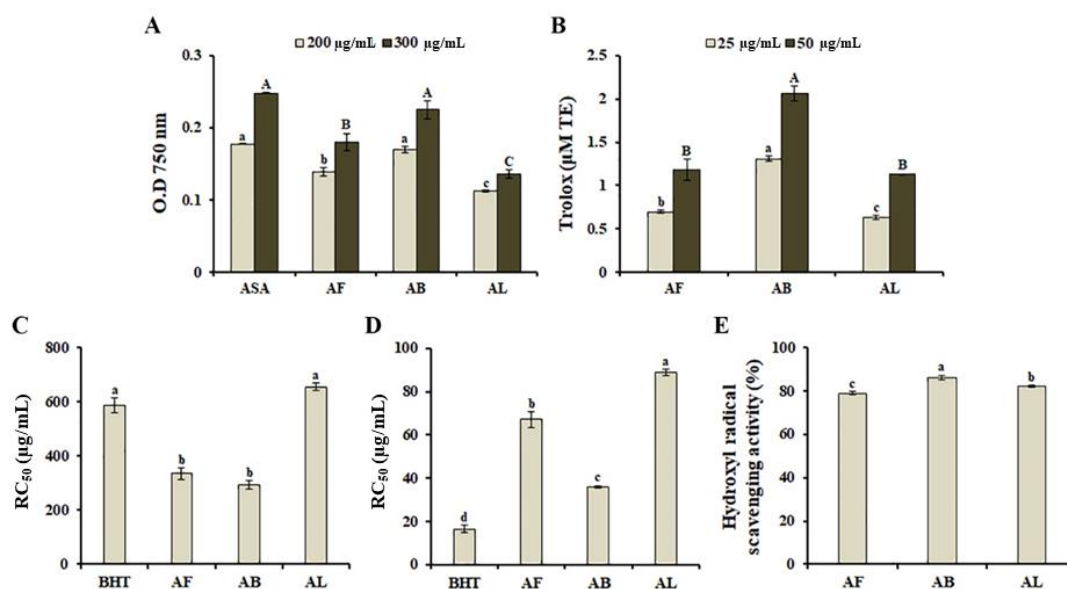 A
200 µg/mL 300 µg/mL
O.D 750 nm
0.3
0.2
0.1
0
a A b B a A c C
ASA AF AB AL
B
25 µg/mL 50 µg/mL
Trolox (µM TE)
2.5
2
1.5
1
0.5
0
b B a A c B
AF AB AL
C
RC50 (µg/mL)
800
600
400
200
0
a b b a
BHT AF AB AL
D
RC50 (µg/mL)
100
80
60
40
20
0
d b c a
BHT AF AB AL
E
Hydroxyl radical
scavenging activity (%)
100
80
60
40
20
0
c a b
AF AB AL